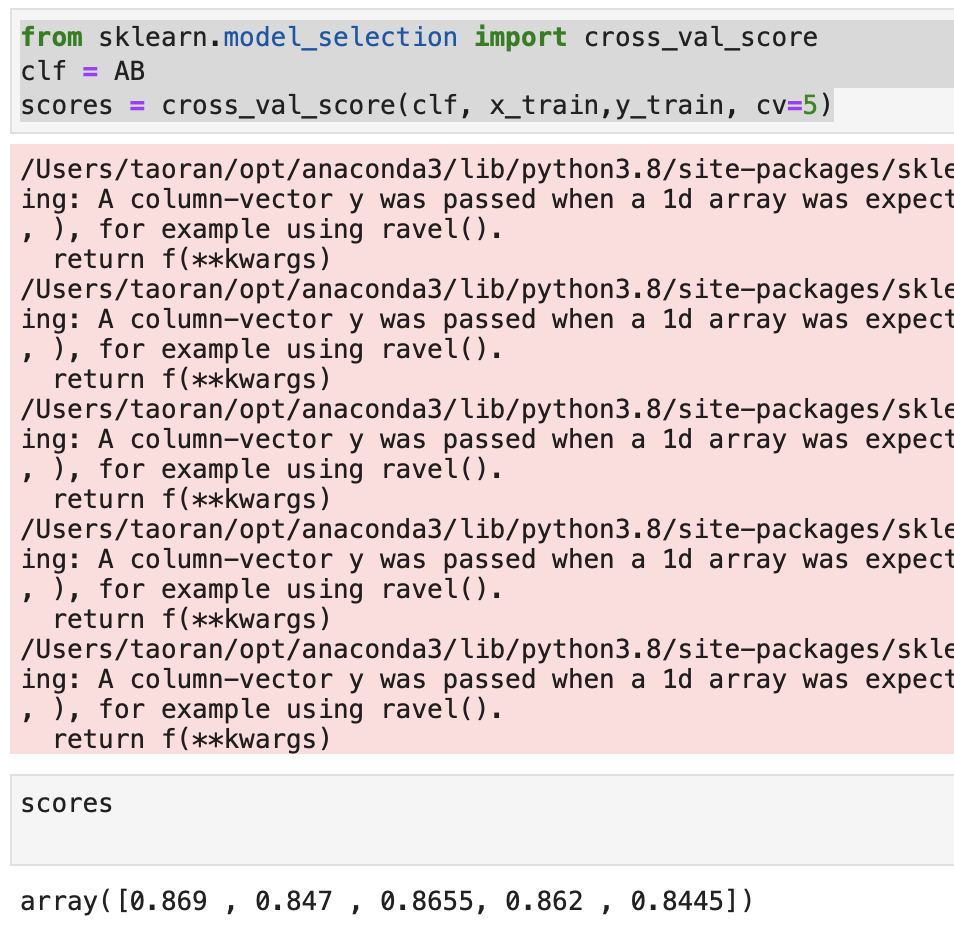 from sklearn.model_selection import cross_val_score
clf = AB
scores = cross_val_score(clf, x_train,y_train, cv=5)
/Users/taoran/opt/anaconda3/lib/python3.8/site-packages/skle
ing: A column-vector y was passed when a 1d array was expect
, ), for example using ravel().
  return f(**kwargs)
/Users/taoran/opt/anaconda3/lib/python3.8/site-packages/skle
ing: A column-vector y was passed when a 1d array was expect
, ), for example using ravel().
  return f(**kwargs)
/Users/taoran/opt/anaconda3/lib/python3.8/site-packages/skle
ing: A column-vector y was passed when a 1d array was expect
, ), for example using ravel().
  return f(**kwargs)
/Users/taoran/opt/anaconda3/lib/python3.8/site-packages/skle
ing: A column-vector y was passed when a 1d array was expect
, ), for example using ravel().
  return f(**kwargs)
/Users/taoran/opt/anaconda3/lib/python3.8/site-packages/skle
ing: A column-vector y was passed when a 1d array was expect
, ), for example using ravel().
  return f(**kwargs)
scores
array([0.869 , 0.847 , 0.8655, 0.862 , 0.8445])